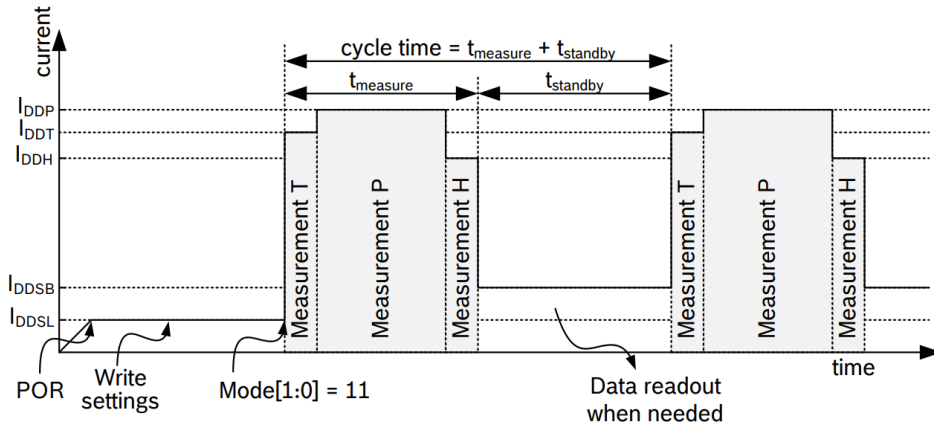 current
cycle time = tmeasure + tstandby
tmeasure
tstandby
IDDP
IDDT
IDDH
IDDSB
IDDSL
Measurement T
Measurement P
Measurement H
Measurement T
Measurement P
Measurement H
time
POR
Write
settings
Mode[1:0] = 11
Data readout
when needed